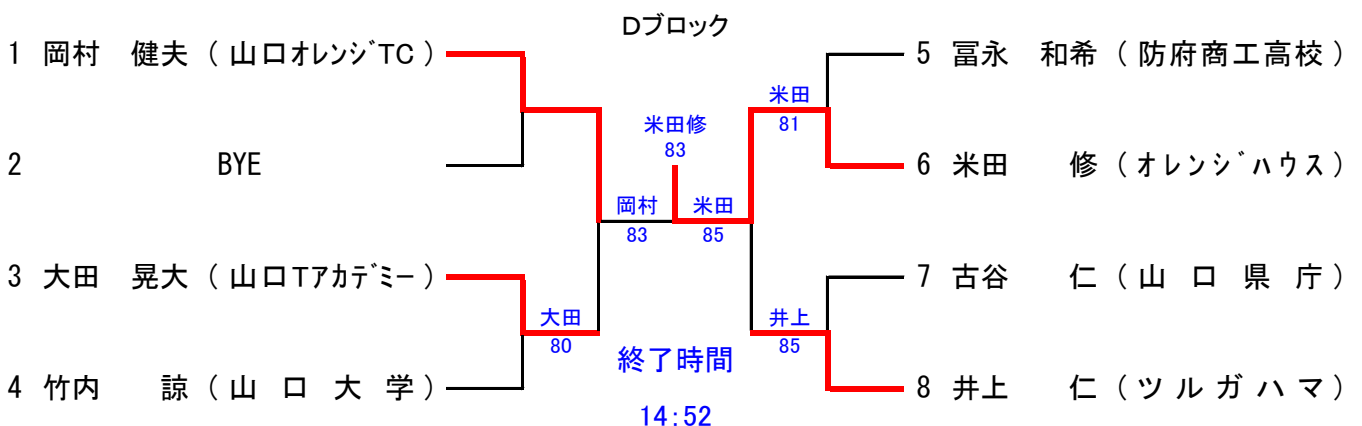 Dブロック
1 岡村 健夫 ( 山口オレンジTC )
2 BYE
3 大田 晃大 ( 山口Tアカデミー )
4 竹内 諒 ( 山 口 大 学 )
大田
80
岡村
83
米田修
83
米田
85
米田
81
井上
85
終了時間
14:52
5 冨永 和希 ( 防府商工高校 )
6 米田 修 ( オレンジハウス )
7 古谷 仁 ( 山 口 県 庁 )
8 井上 仁 ( ツルガハマ )